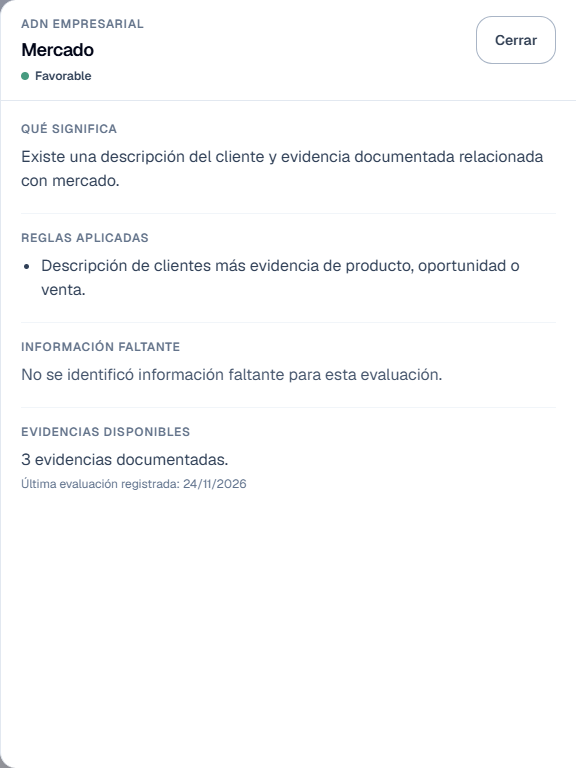 ADN EMPRESARIAL
Mercado
Favorable
Cerrar
QUÉ SIGNIFICA
Existe una descripción del cliente y evidencia documentada relacionada
con mercado.
REGLAS APLICADAS
• Descripción de clientes más evidencia de producto, oportunidad o
venta.
INFORMACIÓN FALTANTE
No se identificó información faltante para esta evaluación.
EVIDENCIAS DISPONIBLES
3 evidencias documentadas.
Última evaluación registrada: 24/11/2026